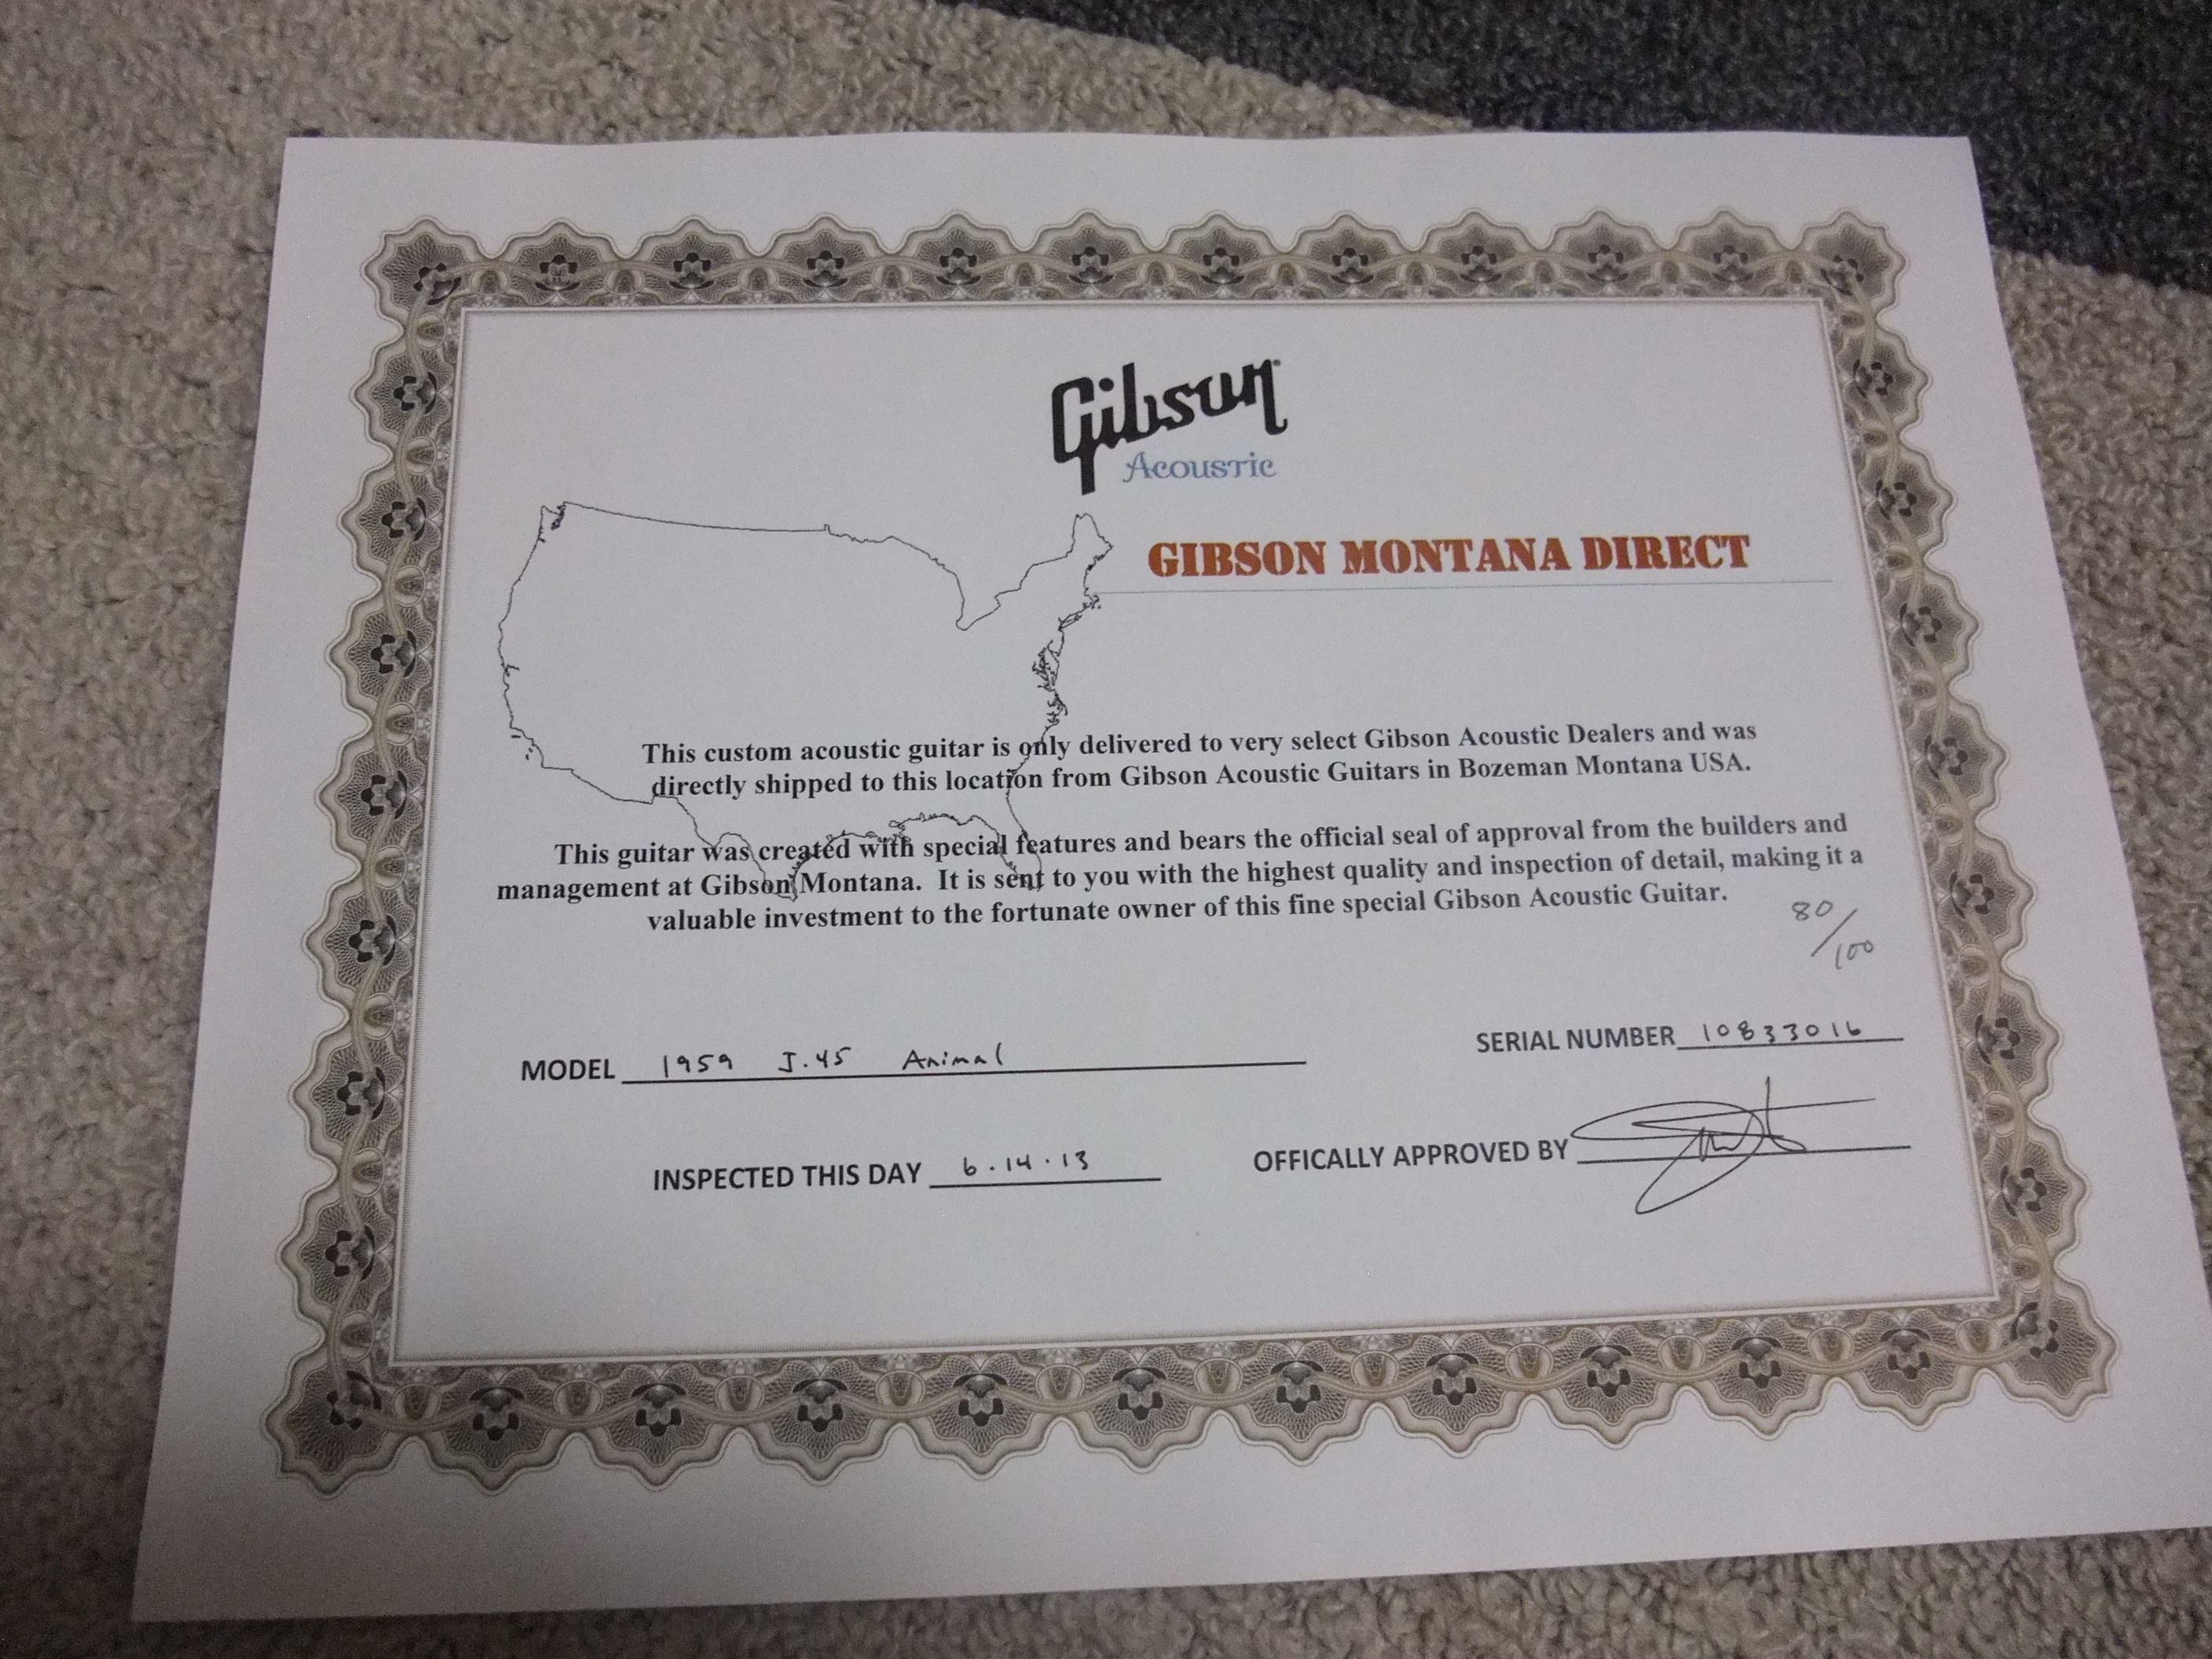 Gibson
Acoustic
GIBSON MONTANA DIRECT
This custom acoustic guitar is only delivered to very select Gibson Acoustic Dealers and was
directly shipped to this location from Gibson Acoustic Guitars in Bozeman Montana USA.
This guitar was created with special features and bears the official seal of approval from the builders and
management at Gibson Montana. It is sent to you with the highest quality and inspection of detail, making it a
valuable investment to the fortunate owner of this fine special Gibson Acoustic Guitar.
80/100
MODEL 1959 J.45 Animal
SERIAL NUMBER 10833016
INSPECTED THIS DAY 6.14.13
OFFICALLY APPROVED BY